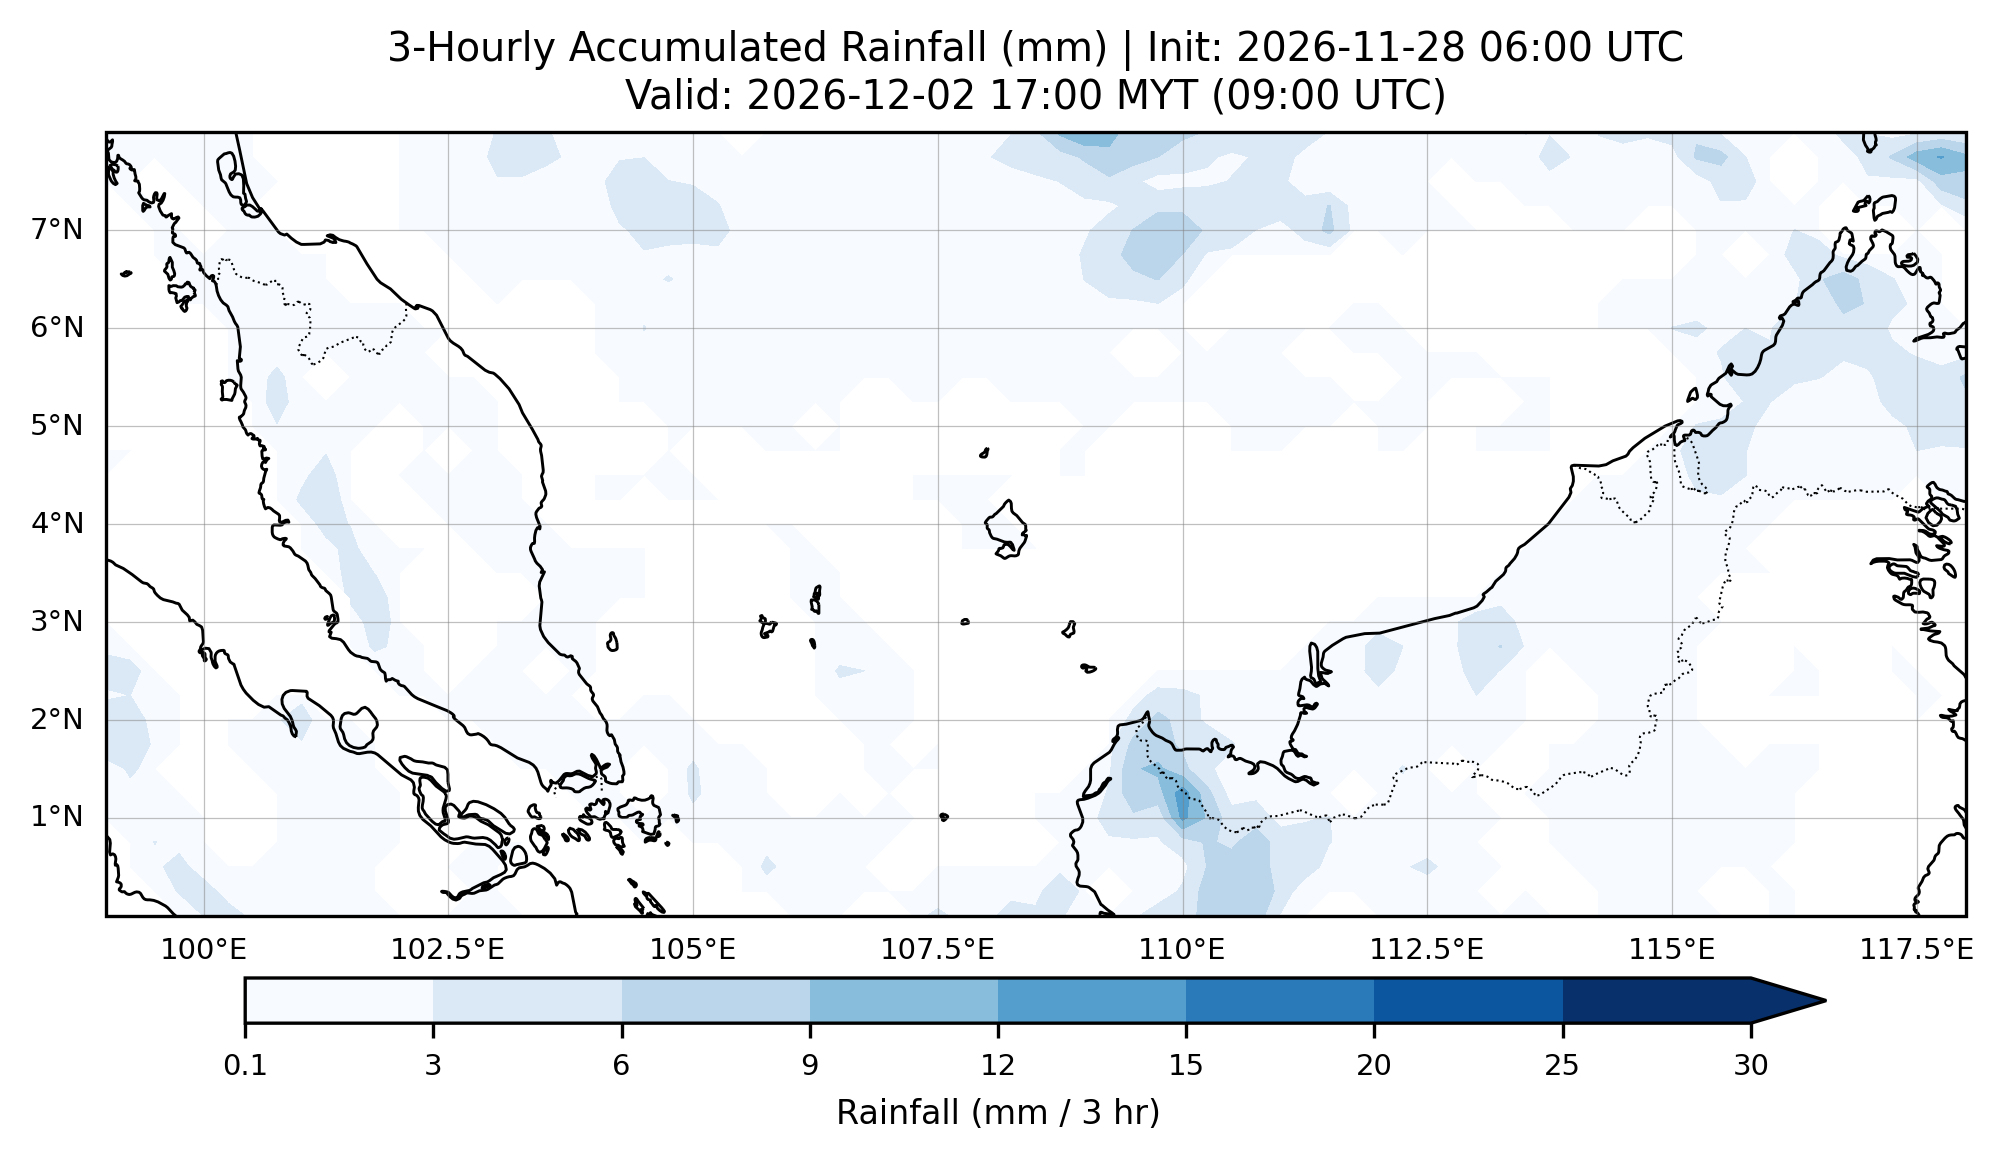 3-Hourly Accumulated Rainfall (mm) | Init: 2026-11-28 06:00 UTC
Valid: 2026-12-02 17:00 MYT (09:00 UTC)
7°N
6°N
5°N
4°N
3°N
2°N
1°N
100°E 102.5°E 105°E 107.5°E 110°E 112.5°E 115°E 117.5°E
0.1 3 6 9 12 15 20 25 30
Rainfall (mm / 3 hr)